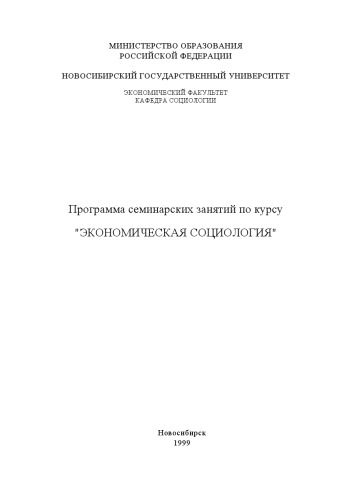 МИНИСТЕРСТВО ОБРАЗОВАНИЯ
РОССИЙСКОЙ ФЕДЕРАЦИИ
НОВОСИБИРСКИЙ ГОСУДАРСТВЕННЫЙ УНИВЕРСИТЕТ
ЭКОНОМИЧЕСКИЙ ФАКУЛЬТЕТ
КАФЕДРА СОЦИОЛОГИИ
Программа семинарских занятий по курсу
"ЭКОНОМИЧЕСКАЯ СОЦИОЛОГИЯ"
Новосибирск
1999